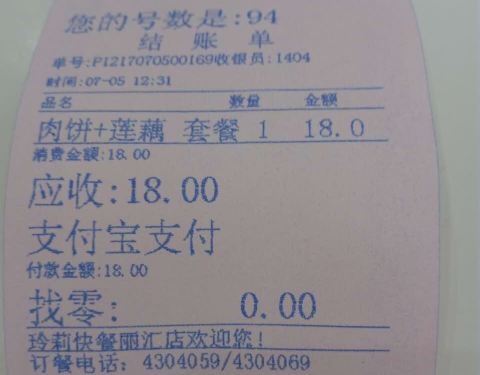 您的号数是:94
结 账 单
单号:P1217070500169收银员:1404
时间:07-05 12:31
品名 数量 金额
肉饼+莲藕 套餐 1 18.0
消费金额:18.00
应收:18.00
支付宝支付
付款金额:18.00
找零: 0.00
玲莉快餐丽汇店欢迎您!
订餐电话: 4304059/4304069